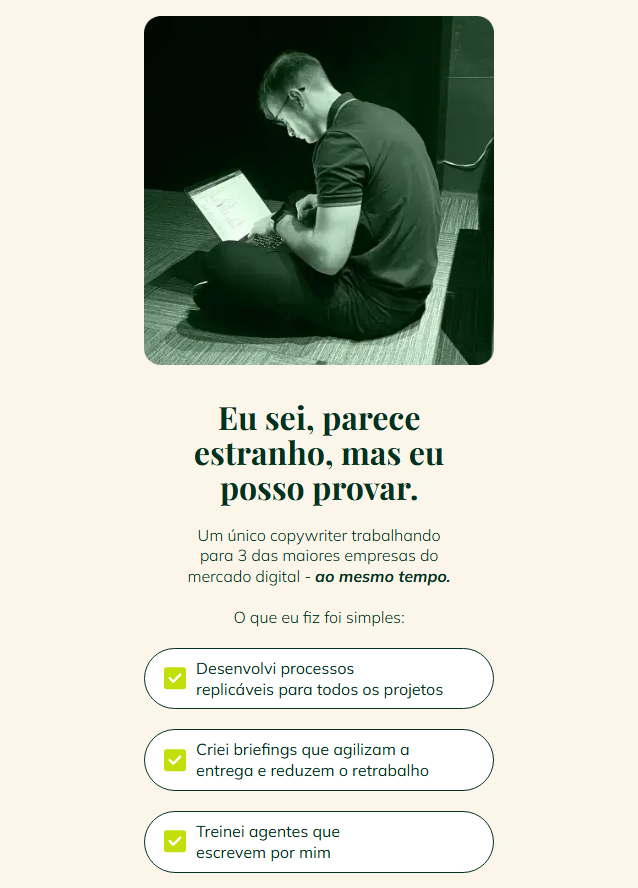 Eu sei, parece
estranho, mas eu
posso provar.
Um único copywriter trabalhando
para 3 das maiores empresas do
mercado digital - ao mesmo tempo.
O que eu fiz foi simples:
Desenvolvi processos
replicáveis para todos os projetos
Criei briefings que agilizam a
entrega e reduzem o retrabalho
Treinei agentes que
escrevem por mim